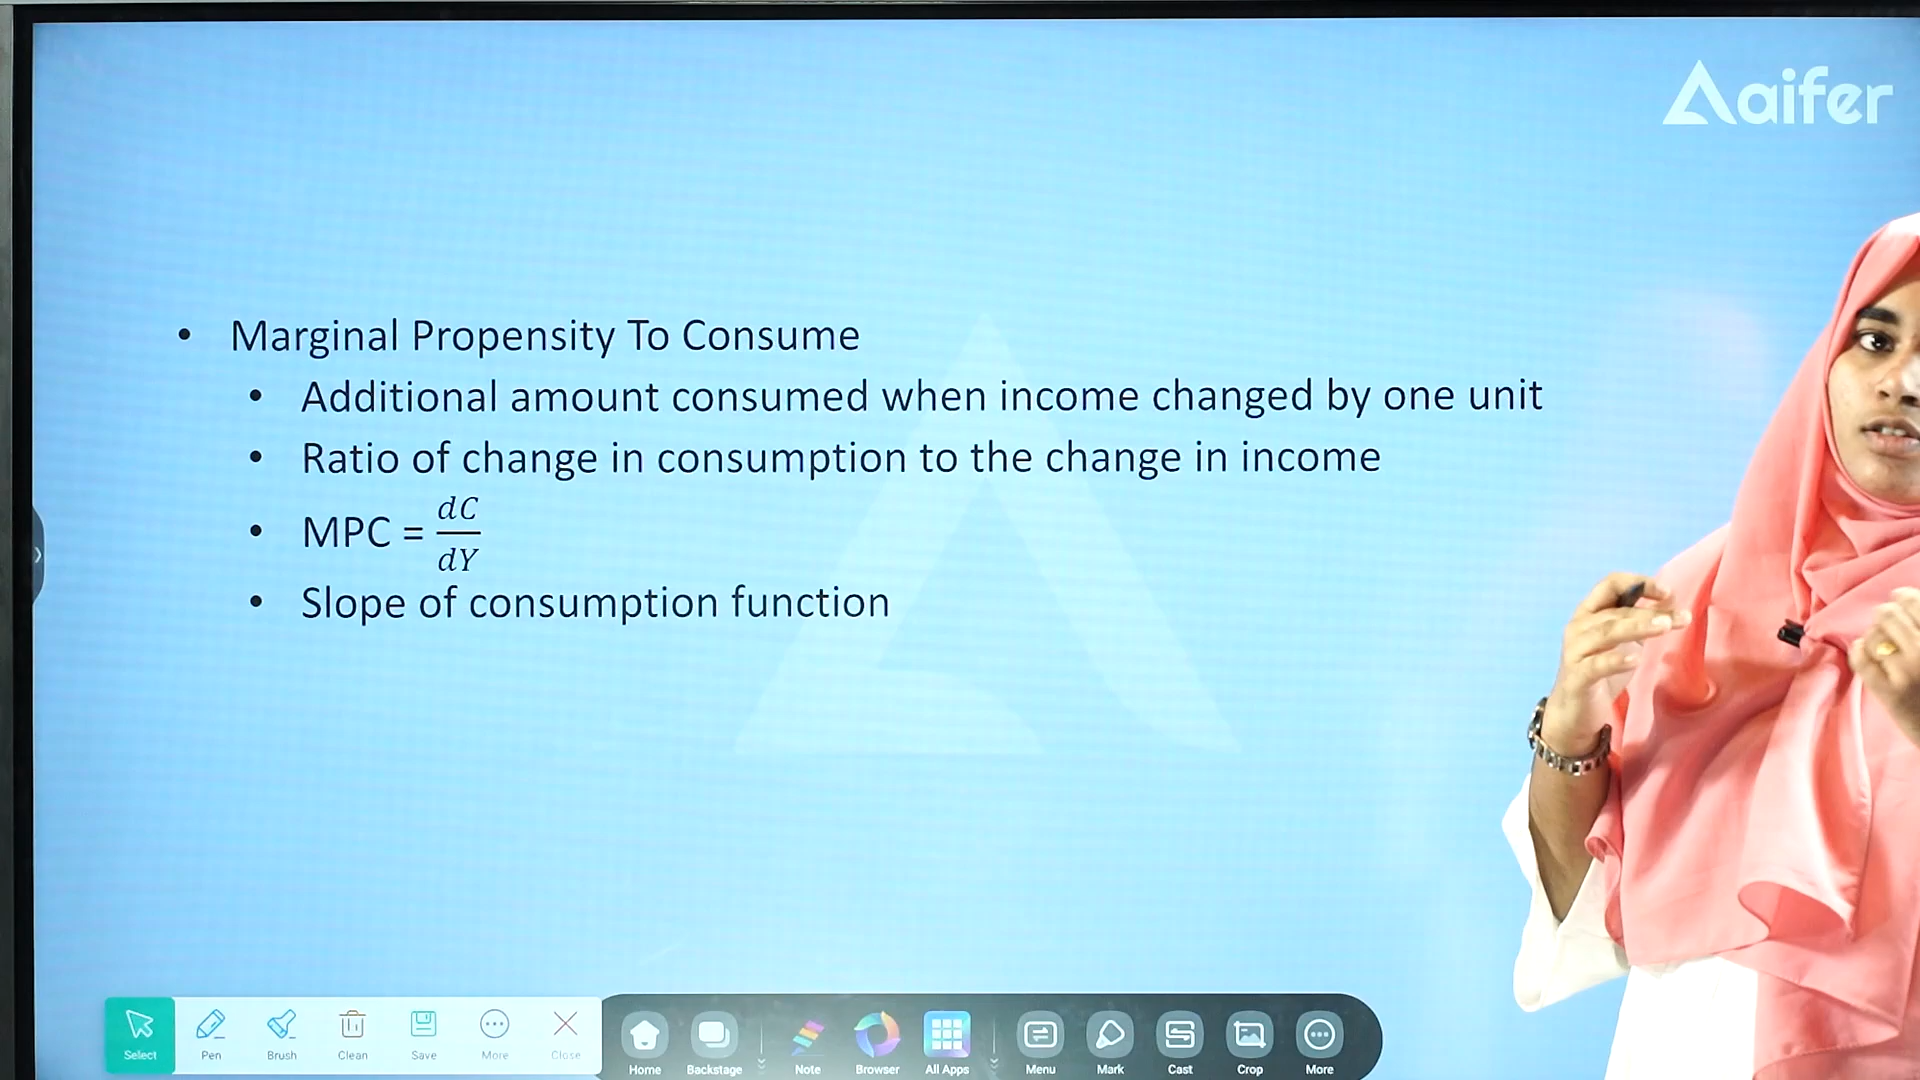 aifer
• Marginal Propensity To Consume
• Additional amount consumed when income changed by one unit
• Ratio of change in consumption to the change in income
• MPC = dC/dY
• Slope of consumption function
Select Pen Brush Clean Save More Close
Home Backstage Note Browser All Apps Menu Mark Cast Crop More